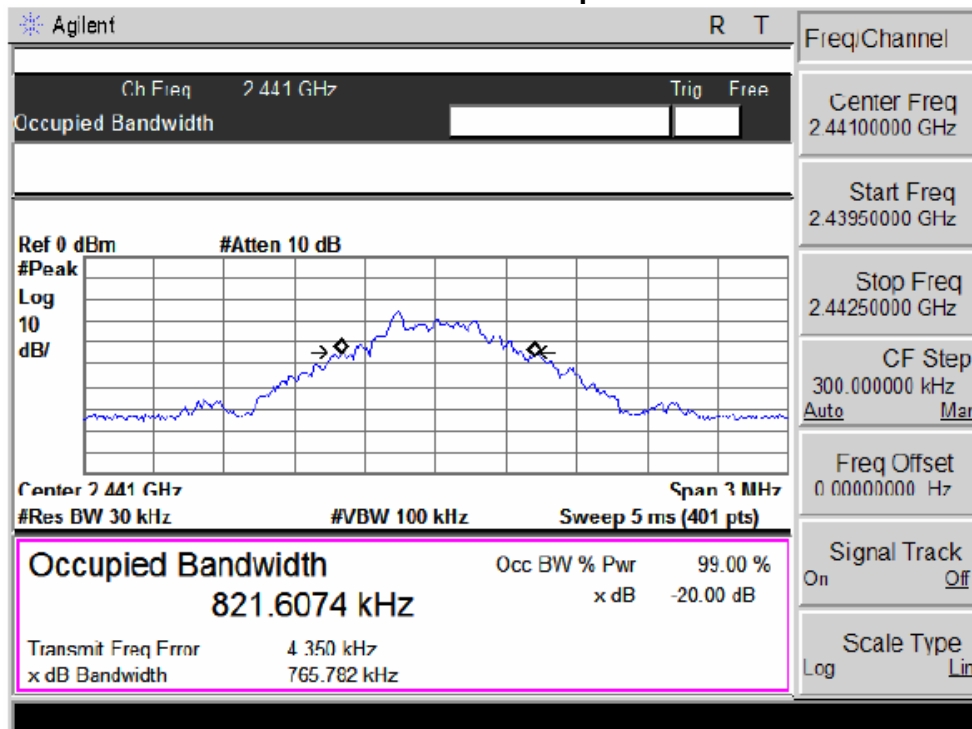 Agilent
R T
Ch Freq 2.441 GHz Trig Free
Occupied Bandwidth
Ref 0 dBm #Atten 10 dB
#Peak
Log
10
dB/
Center 2.441 GHz Span 3 MHz
#Res BW 30 kHz #VBW 100 kHz Sweep 5 ms (401 pts)
Occupied Bandwidth
821.6074 kHz
Occ BW % Pwr 99.00 %
x dB -20.00 dB
Transmit Freq Error 4.350 kHz
x dB Bandwidth 765.782 kHz
Freq/Channel
Center Freq
2.44100000 GHz
Start Freq
2.43950000 GHz
Stop Freq
2.44250000 GHz
CF Step
300.000000 kHz
Auto Man
Freq Offset
0.00000000 Hz
Signal Track
On Off
Scale Type
Log Lin